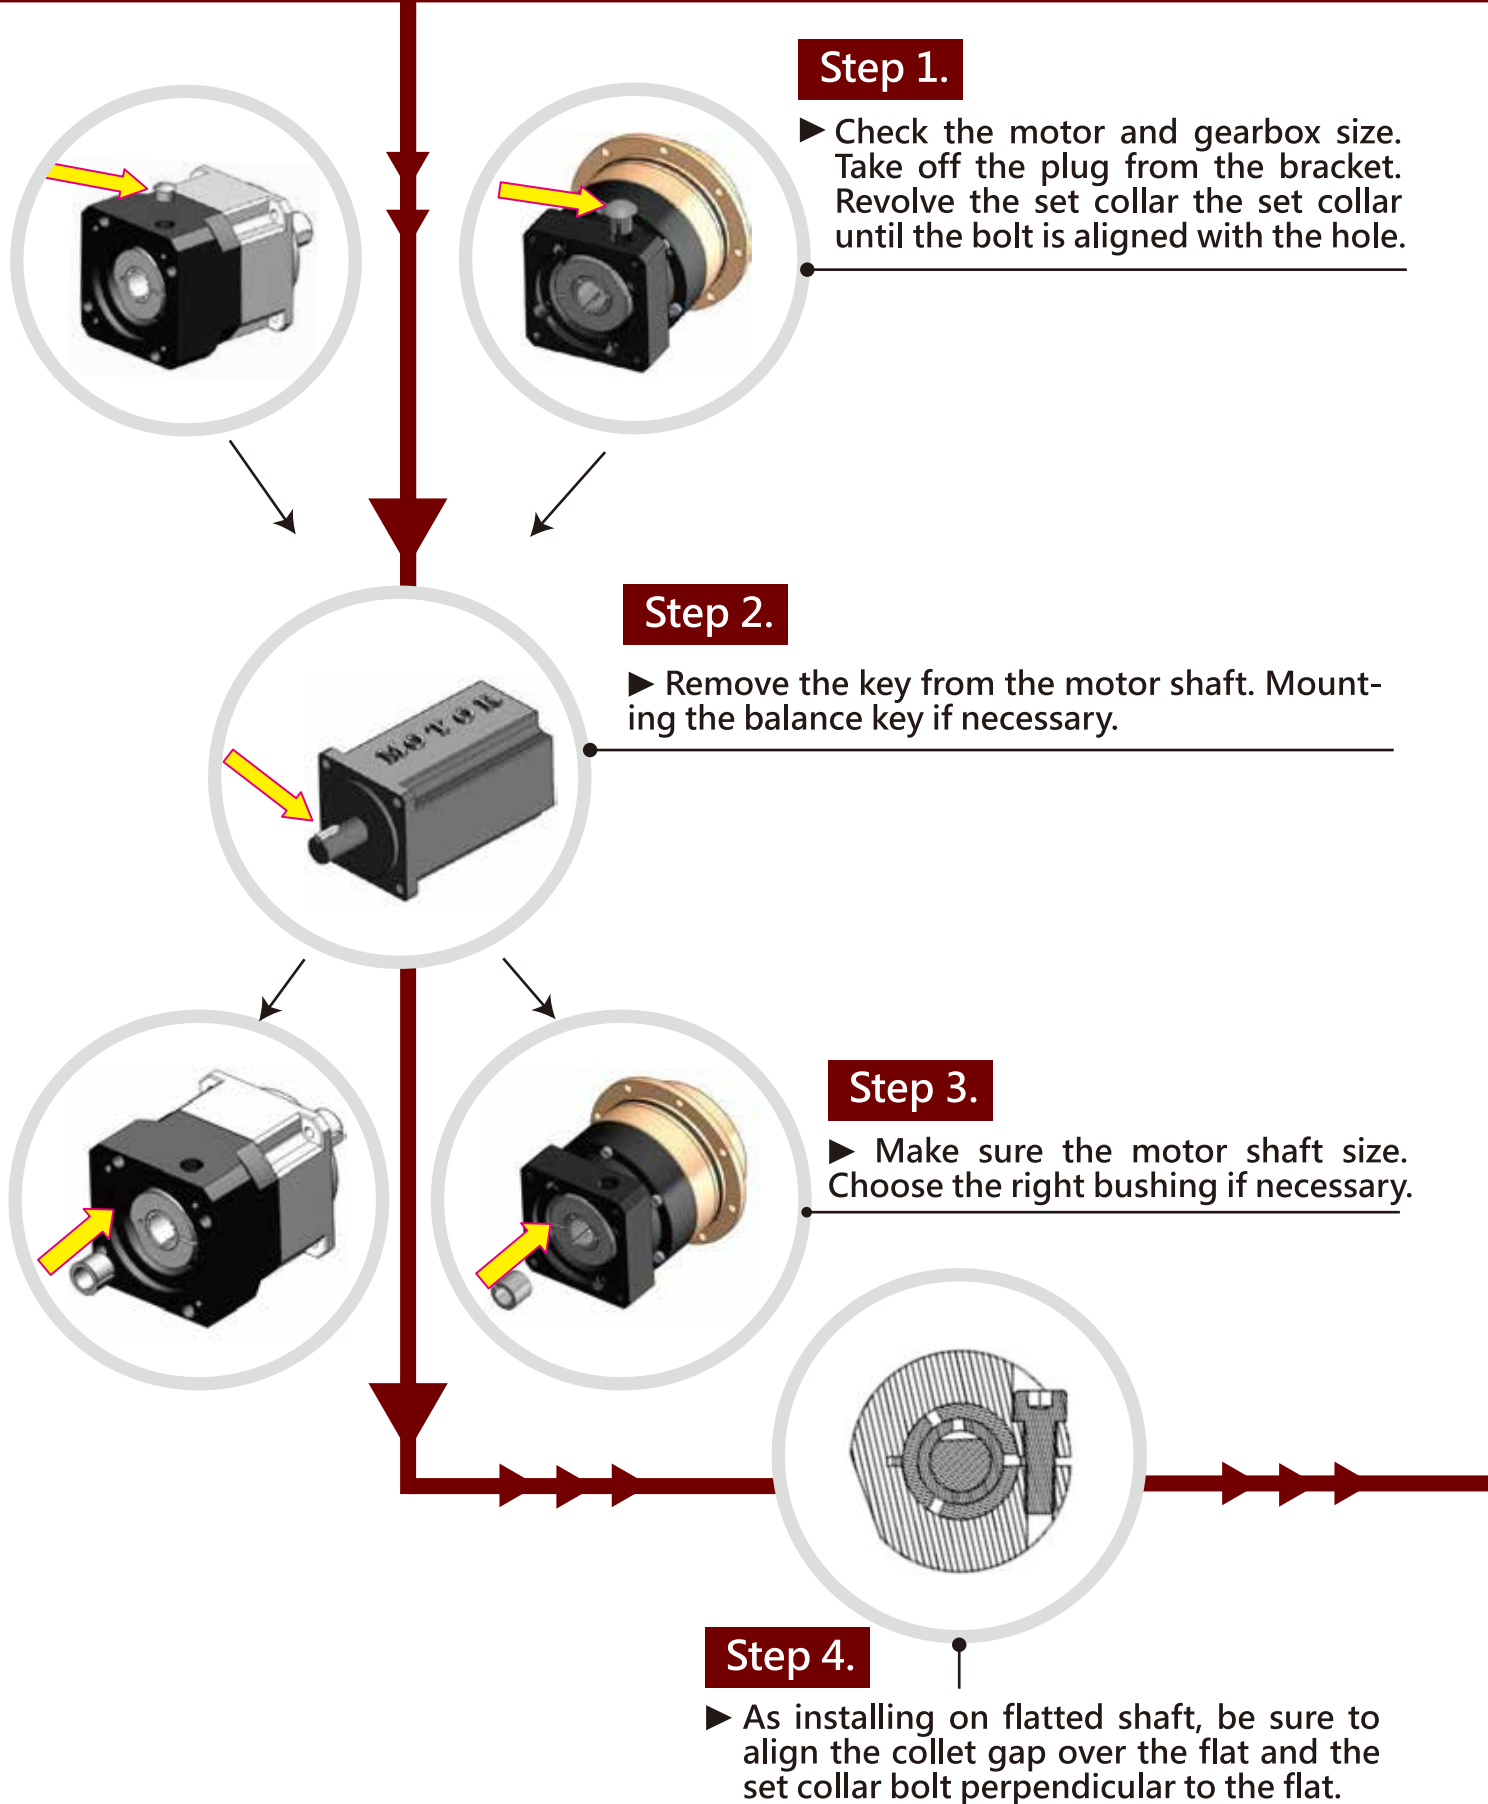 Step 1.
▶ Check the motor and gearbox size.
Take off the plug from the bracket.
Revolve the set collar the set collar
until the bolt is aligned with the hole.
Step 2.
▶ Remove the key from the motor shaft. Mount-
ing the balance key if necessary.
MOTOR
Step 3.
▶ Make sure the motor shaft size.
Choose the right bushing if necessary.
Step 4.
▶ As installing on flatted shaft, be sure to
align the collet gap over the flat and the
set collar bolt perpendicular to the flat.